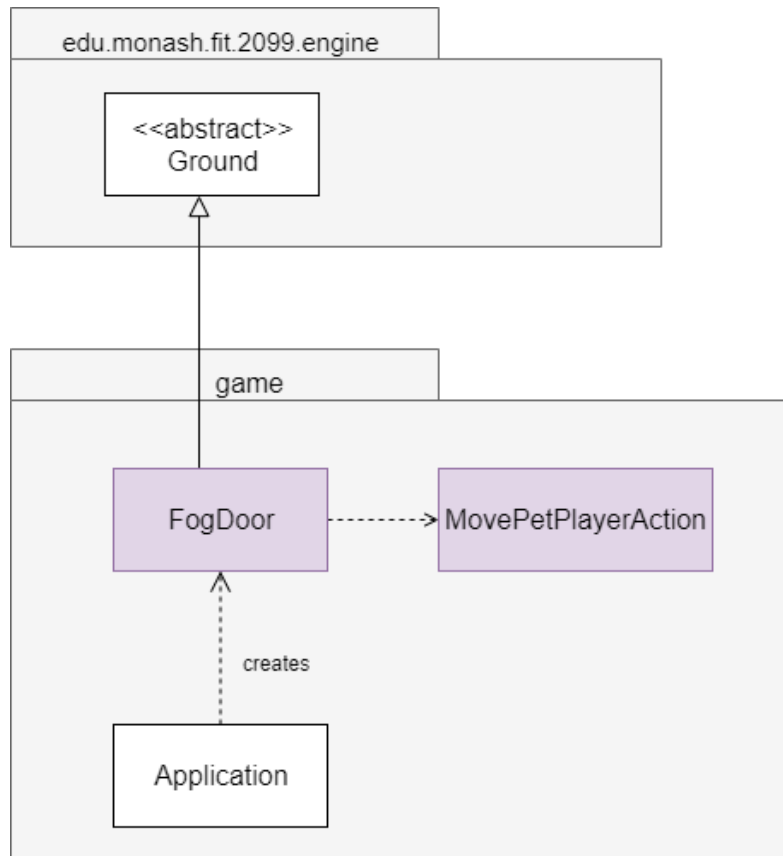 edu.monash.fit.2099.engine
<<abstract>>
Ground
game
FogDoor
MovePetPlayerAction
creates
Application